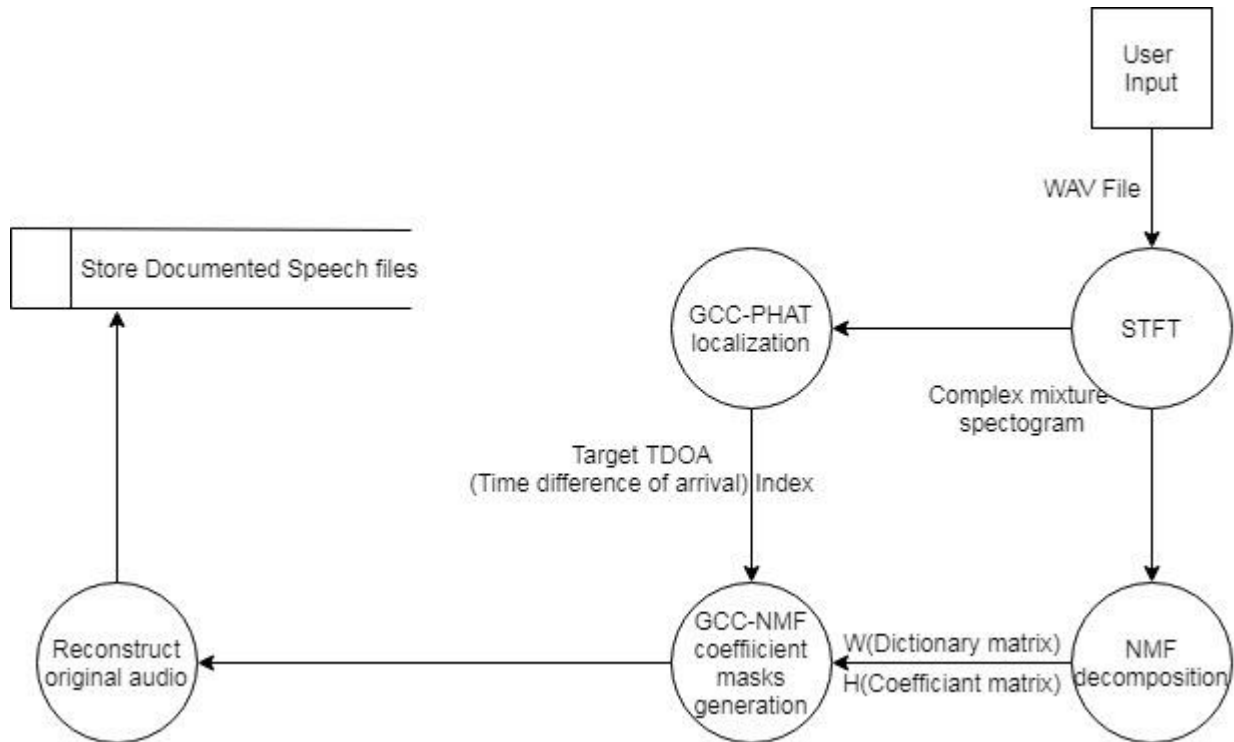 User
Input
WAV File
Store Documented Speech files
GCC-PHAT
localization
STFT
Complex mixture
spectogram
Target TDOA
(Time difference of arrival) Index
Reconstruct
original audio
GCC-NMF
coeffiicient
masks
generation
W(Dictionary matrix)
H(Coefficiant matrix)
NMF
decomposition